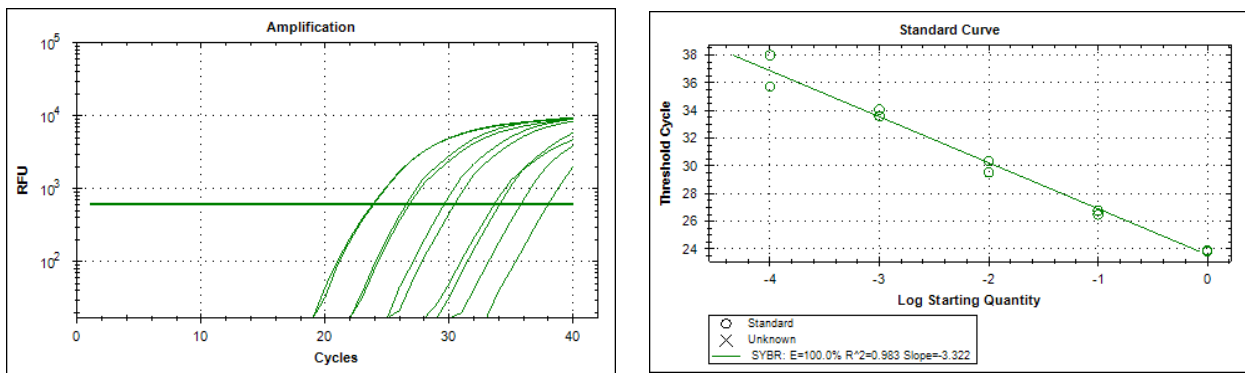 Amplification
10^5
10^4
10^3
10^2
RFU
0 10 20 30 40
Cycles
Standard Curve
38
36
34
32
30
28
26
24
Threshold Cycle
-4 -3 -2 -1 0
Log Starting Quantity
Standard
Unknown
SYBR: E=100.0% R^2=0.983 Slope=-3.322